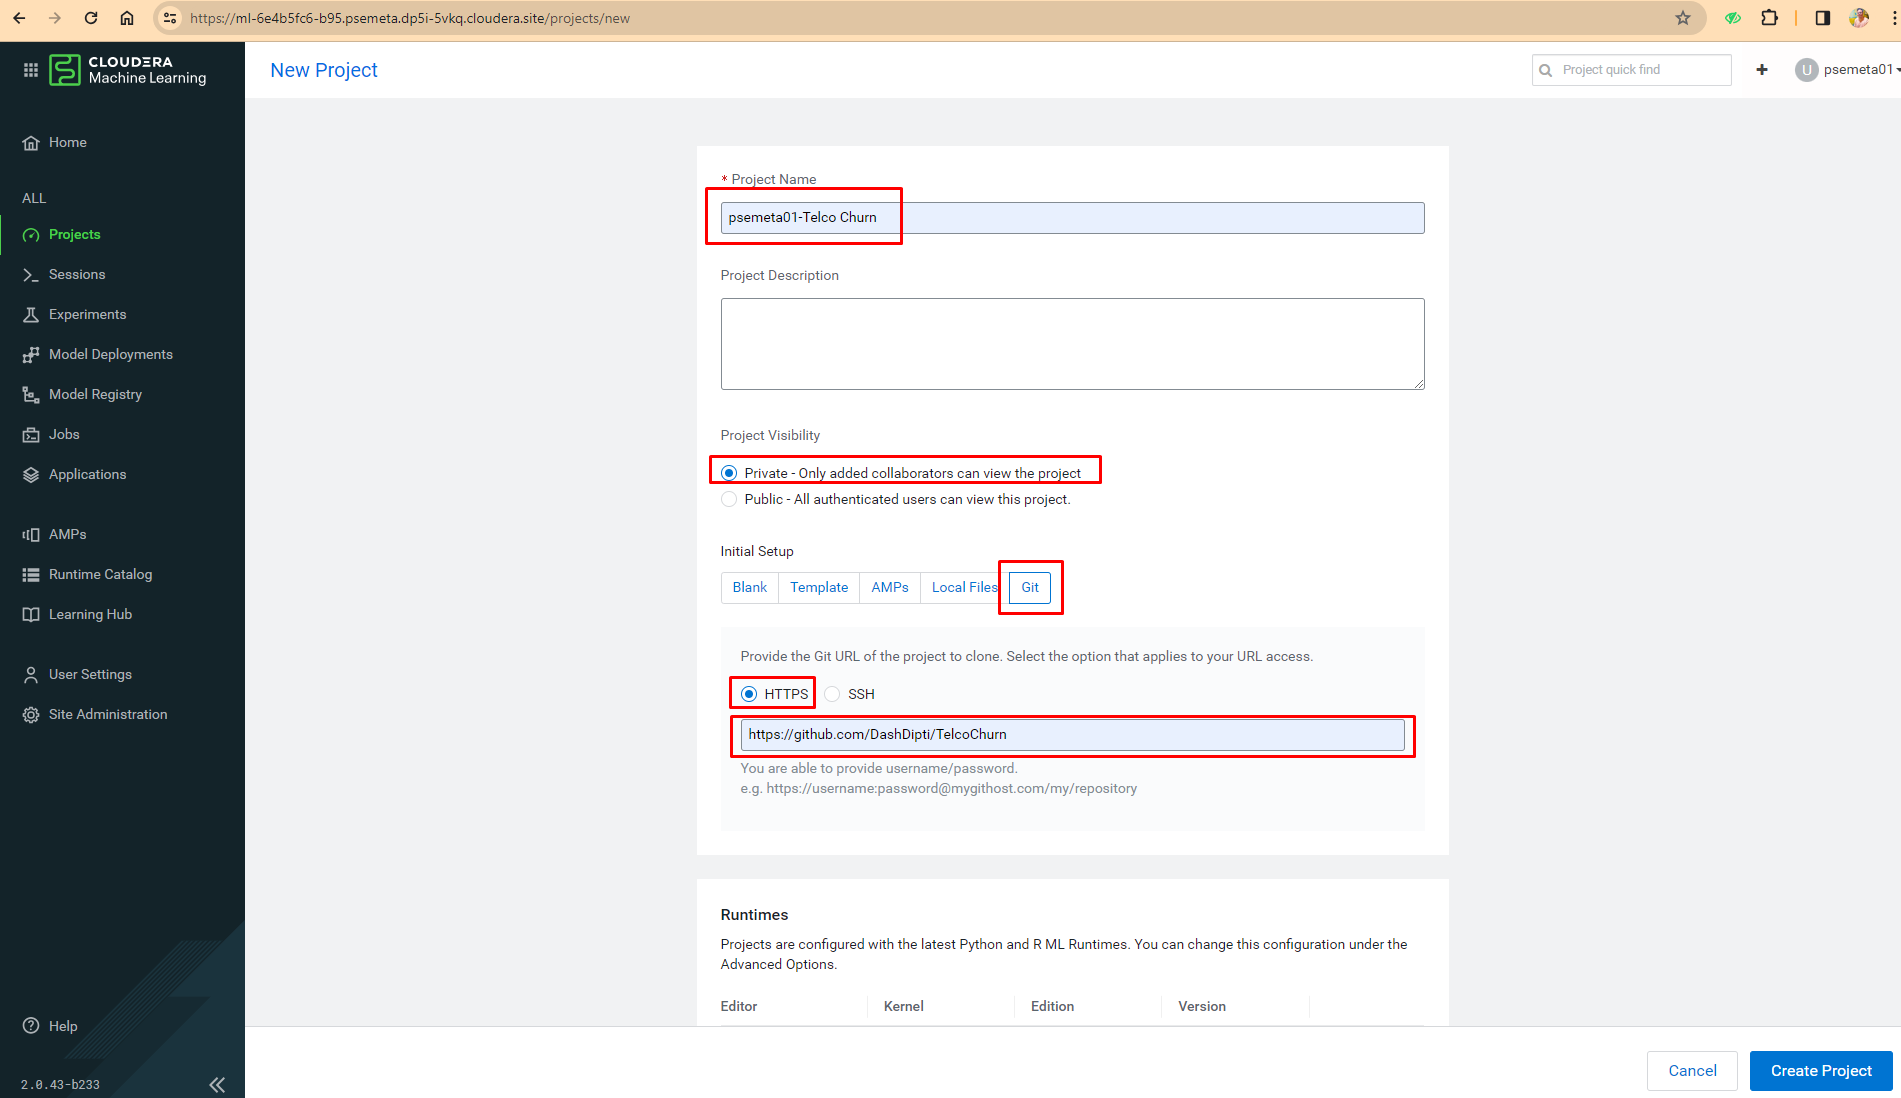 https://ml-6e4b5fc6-b95.psemeta.dp5i-5vkq.cloudera.site/projects/new
CLOUDERA
Machine Learning
New Project
Project quick find
+
U
psemeta01
Home
ALL
Projects
Sessions
Experiments
Model Deployments
Model Registry
Jobs
Applications
AMPs
Runtime Catalog
Learning Hub
User Settings
Site Administration
Help
2.0.43-b233
* Project Name
psemeta01-Telco Churn
Project Description
Project Visibility
Private - Only added collaborators can view the project
Public - All authenticated users can view this project.
Initial Setup
Blank Template AMPs Local Files Git
Provide the Git URL of the project to clone. Select the option that applies to your URL access.
HTTPS SSH
https://github.com/DashDipti/TelcoChurn
You are able to provide username/password.
e.g. https://username:password@mygithost.com/my/repository
Runtimes
Projects are configured with the latest Python and R ML Runtimes. You can change this configuration under the
Advanced Options.
Editor Kernel Edition Version
Cancel Create Project